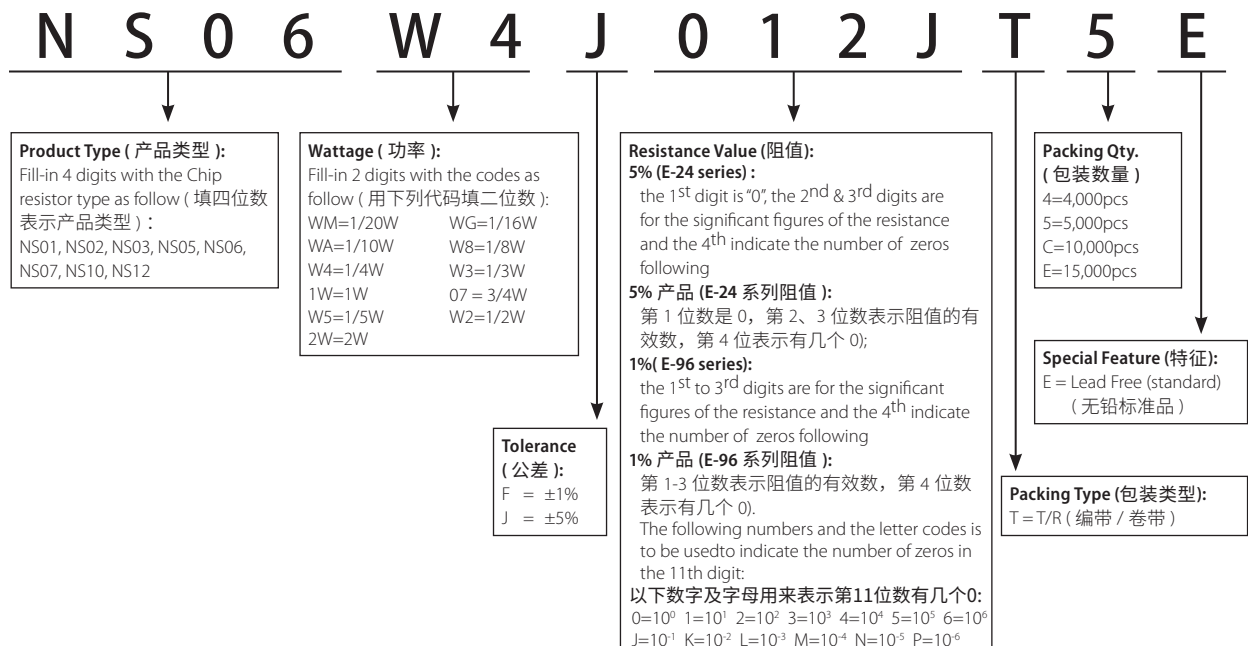 N S 0 6 W 4 J 0 1 2 J T 5 E
Product Type ( 产品类型 ):
Fill-in 4 digits with the Chip
resistor type as follow ( 填四位数
表示产品类型 ) :
NS01, NS02, NS03, NS05, NS06,
NS07, NS10, NS12
Wattage ( 功率 ):
Fill-in 2 digits with the codes as
follow ( 用下列代码填二位数 ):
WM=1/20W WG=1/16W
WA=1/10W W8=1/8W
W4=1/4W W3=1/3W
1W=1W 07 = 3/4W
W5=1/5W W2=1/2W
2W=2W
Tolerance
( 公差 ):
F = ±1%
J = ±5%
Resistance Value (阻值):
5% (E-24 series) :
the 1st digit is “0”, the 2nd & 3rd digits are
for the significant figures of the resistance
and the 4th indicate the number of zeros
following
5% 产品 (E-24 系列阻值 ):
第 1 位数是 0，第 2、3 位数表示阻值的有
效数，第 4 位表示有几个 0);
1%( E-96 series):
the 1st to 3rd digits are for the significant
figures of the resistance and the 4th indicate
the number of zeros following
1% 产品 (E-96 系列阻值 ):
第 1-3 位数表示阻值的有效数，第 4 位数
表示有几个 0).
The following numbers and the letter codes is
to be usedto indicate the number of zeros in
the 11th digit:
以下数字及字母用来表示第11位数有几个0:
0=10⁰ 1=10¹ 2=10² 3=10³ 4=10⁴ 5=10⁵ 6=10⁶
J=10⁻¹ K=10⁻² L=10⁻³ M=10⁻⁴ N=10⁻⁵ P=10⁻⁶
Packing Qty.
( 包装数量 )
4=4,000pcs
5=5,000pcs
C=10,000pcs
E=15,000pcs
Special Feature (特征):
E = Lead Free (standard)
( 无铅标准品 )
Packing Type (包装类型):
T = T/R ( 编带 / 卷带 )